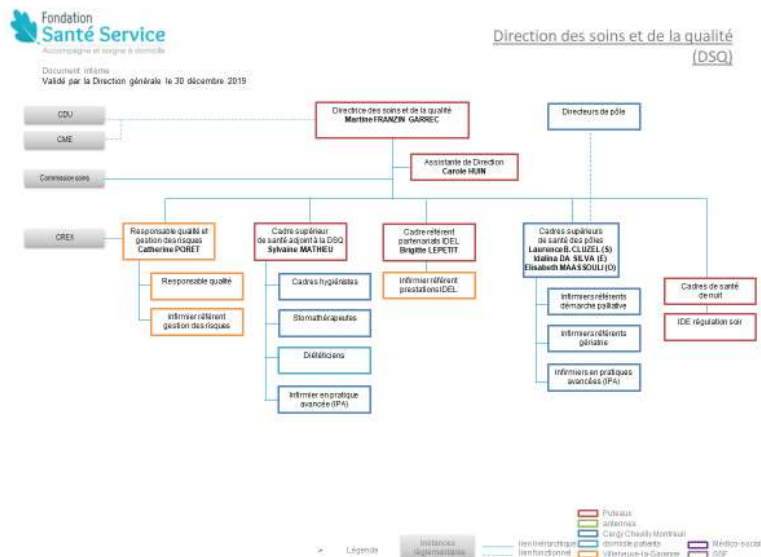 Fondation
Santé Service
Accompagne et soigne à domicile
Document interne
Validé par la Direction générale le 30 décembre 2019
Direction des soins et de la qualité
(DSQ)
CDU
CME
Commission soins
CREX
Directrice des soins et de la qualité
Martine FRANZIN GARREC
Directeurs de pôle
Assistante de Direction
Carole HUIN
Responsable qualité et
gestion des risques
Catherine PORET
Responsable qualité
Infirmier référent
gestion des risques
Cadre supérieur
de santé adjoint à la DSQ
Sylvaine MATHIEU
Cadres hygiénistes
Stomathérapeutes
Diététiciens
Infirmier en pratique
avancée (IPA)
Cadre référent
partenariats IDEL
Brigitte LEPETIT
Infirmier référent
prestations IDEL
Cadres supérieurs
de santé des pôles
Laurence B. CLUZEL (S)
Idalina DA SILVA (E)
Elisabeth MAASSOULI (O)
Infirmiers référents
démarche palliative
Infirmiers référents
gériatrie
Infirmiers en pratiques
avancées (IPA)
Cadres de santé
de nuit
IDE régulation soir
➢ Légende
Instances
réglementaires
lien hiérarchique
lien fonctionnel
Puteaux
antennes
Cergy Chevilly Montreuil
domicile patients
Villeneuve-la-Garenne
Médico-social
SSF